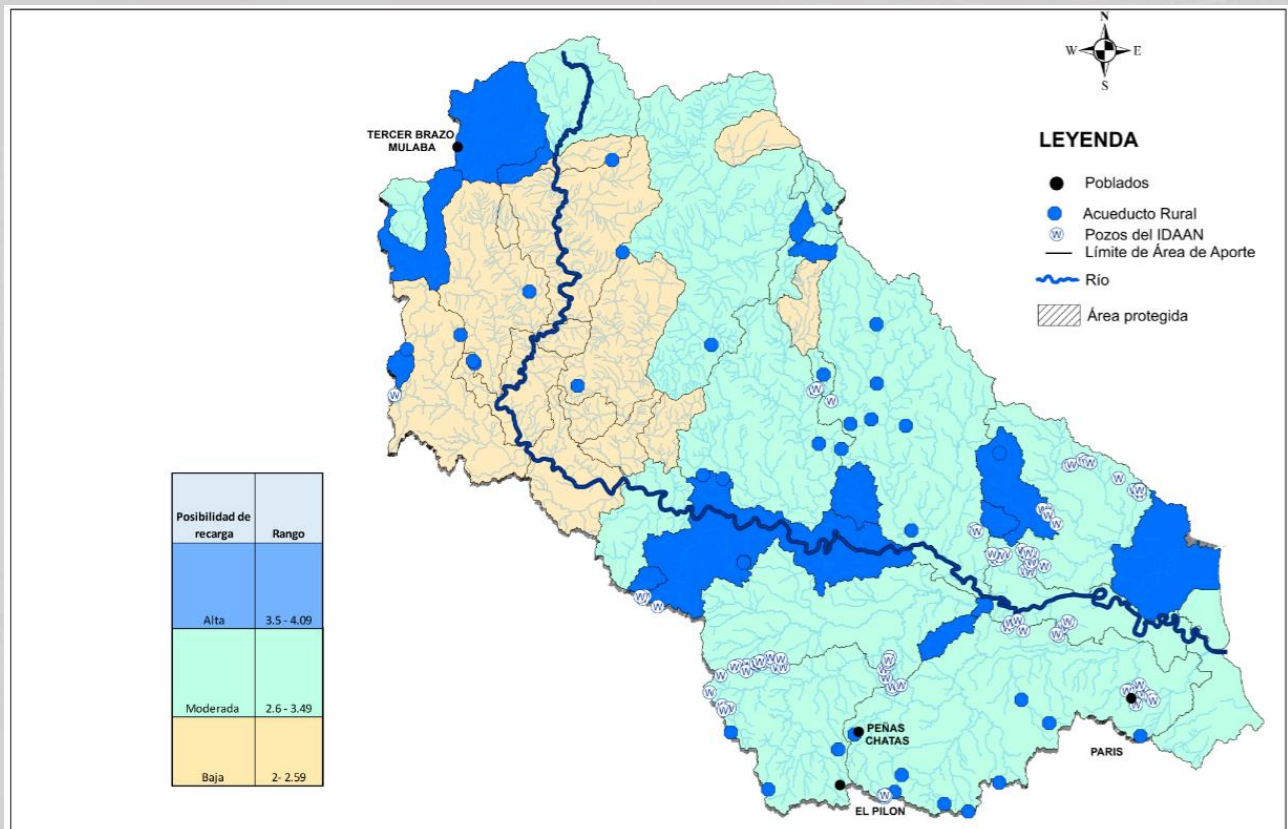 N
W E
S
TERCER BRAZO
MULABA
LEYENDA
Poblados
Acueducto Rural
W Pozos del IDAAN
Límite de Área de Aporte
Río
Área protegida
Posibilidad de
recarga
Rango
Alta 3.5 - 4.09
Moderada 2.6 - 3.49
Baja 2- 2.59
PEÑAS
CHATAS
PARIS
EL PILON